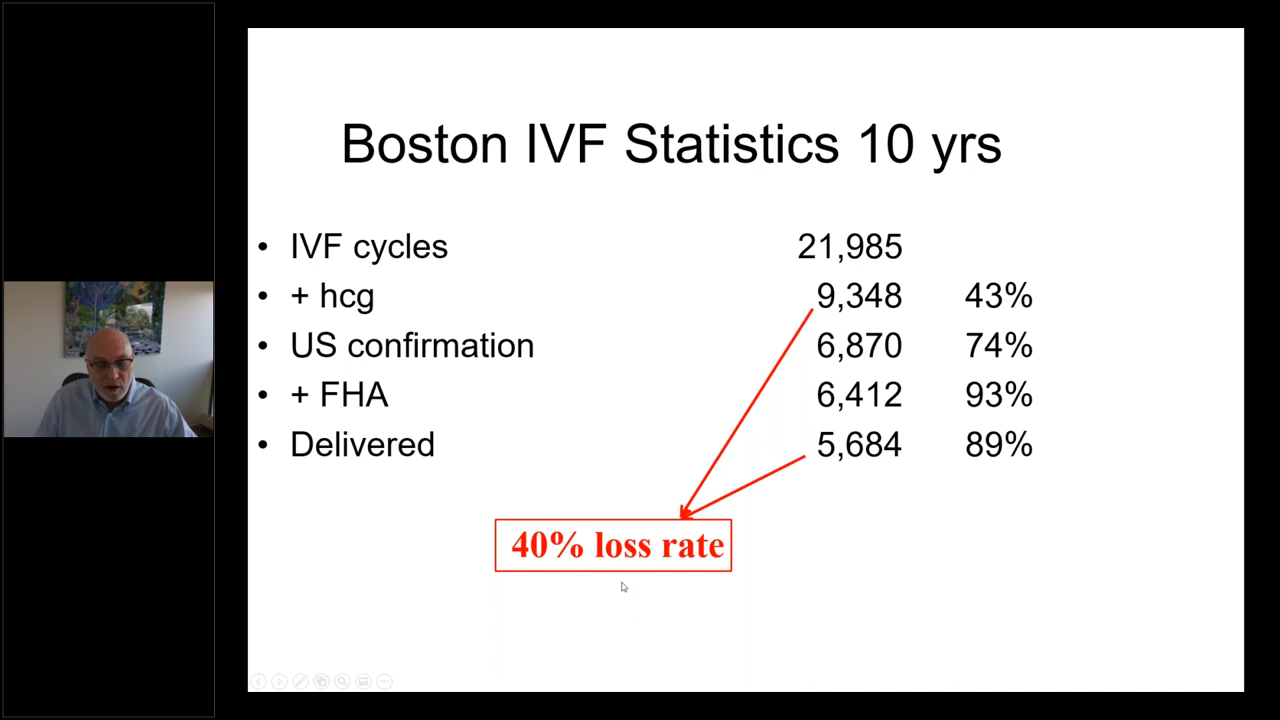 Boston IVF Statistics 10 yrs
• IVF cycles 21,985
• + hcg 9,348 43%
• US confirmation 6,870 74%
• + FHA 6,412 93%
• Delivered 5,684 89%
40% loss rate